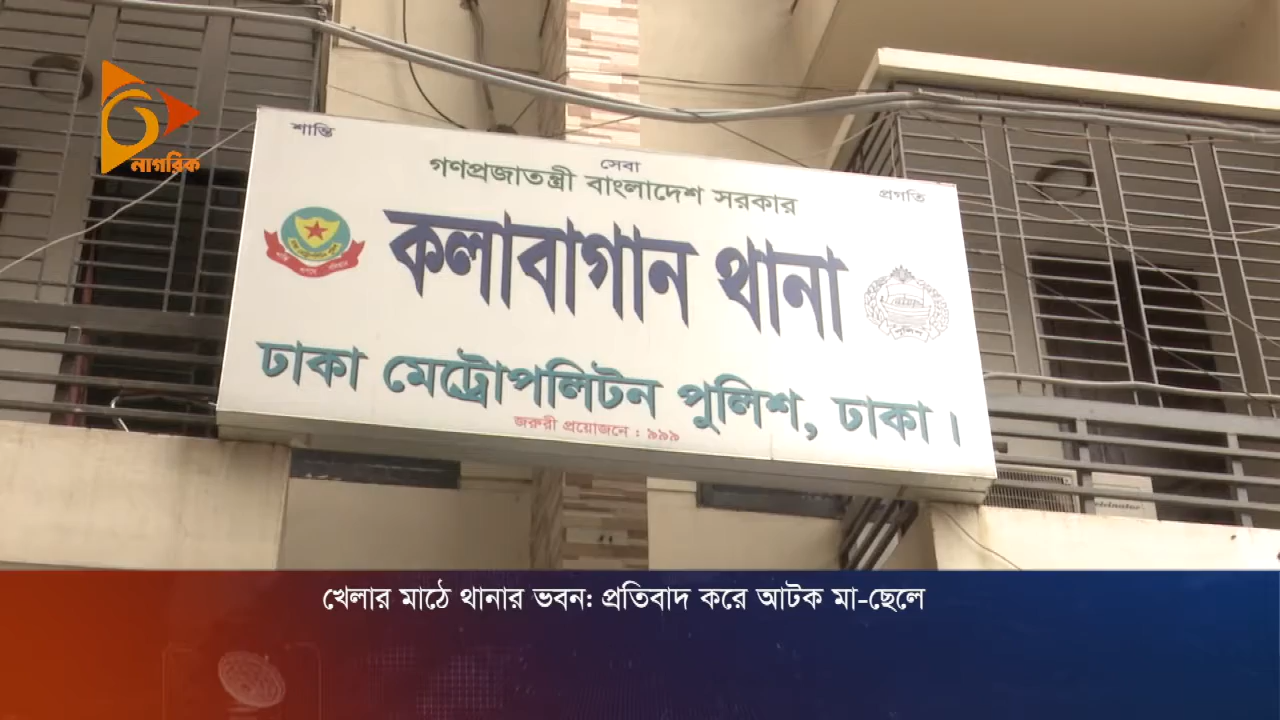 নাগরিক
শান্তি
সেবা
প্রগতি
গণপ্রজাতন্ত্রী বাংলাদেশ সরকার
কলাবাগান থানা
পুলিশ
ঢাকা মেট্রোপলিটন পুলিশ, ঢাকা।
জরুরী প্রয়োজনে : ৯৯৯
খেলার মাঠে থানার ভবন: প্রতিবাদ করে আটক মা-ছেলে